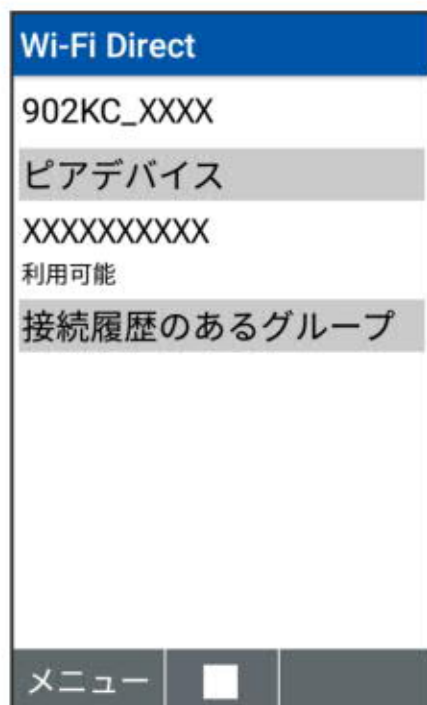 Wi-Fi Direct
902KC_XXXX
ピアデバイス
XXXXXXXXXX
利用可能
接続履歴のあるグループ
メニュー